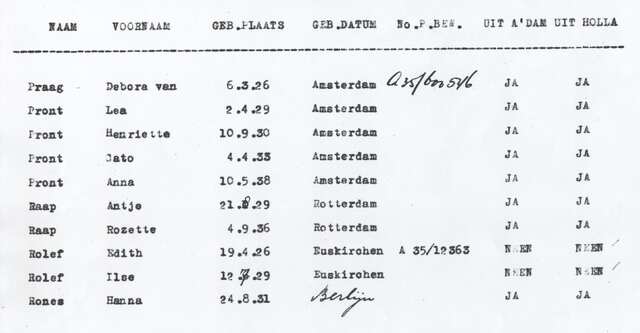 NAAM VOORNAAM GEB.PLAATS GEB.DATUM No.P.BEW. UIT A'DAM UIT HOLLA
Praag Debora van 6.3.26 Amsterdam JA JA
Pront Lea 2.4.29 Amsterdam JA JA
Pront Henriette 10.9.30 Amsterdam JA JA
Pront Cato 4.4.33 Amsterdam JA JA
Pront Anna 10.5.38 Amsterdam JA JA
Raap Antje Rotterdam JA JA
Raap Rozette 4.9.36 Rotterdam JA JA
Rolef Edith 19.4.26 Euskirchen A 35/12363 NEEN NEEN
Rolef Ilse Euskirchen NEEN NEEN
Rones Hanna 24.8.31 Berlijn JA JA